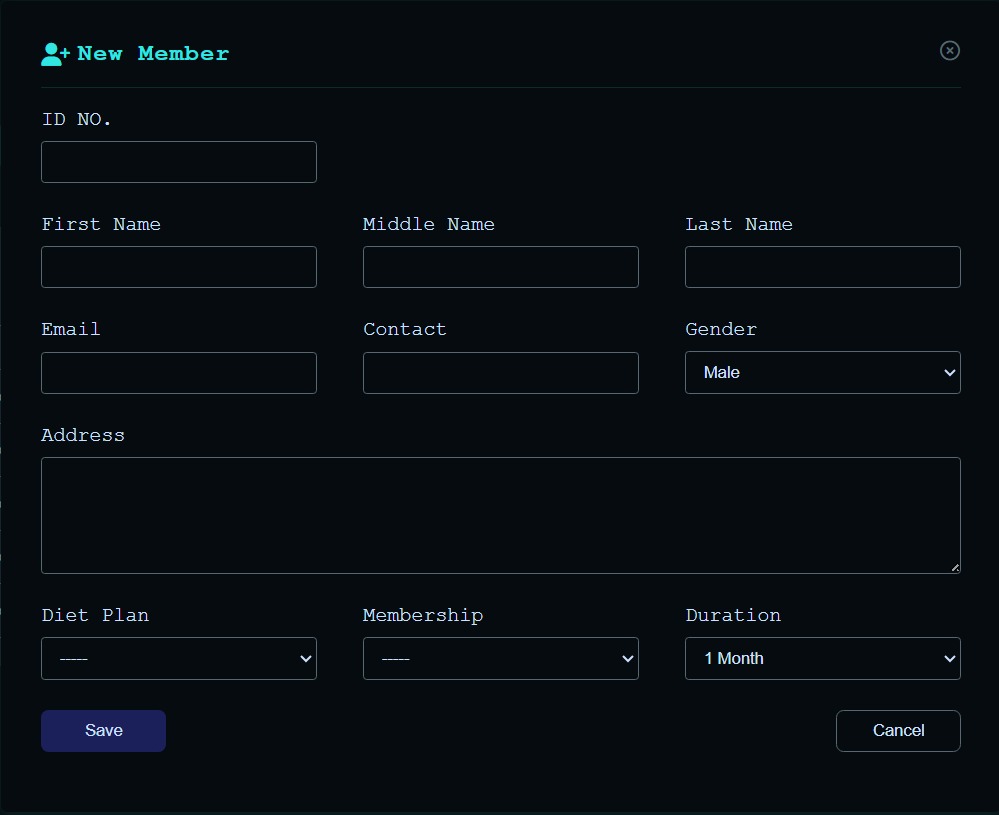 New Member
ID NO.
First Name Middle Name Last Name
Email Contact Gender
Male
Address
Diet Plan Membership Duration
----- ----- 1 Month
Save Cancel